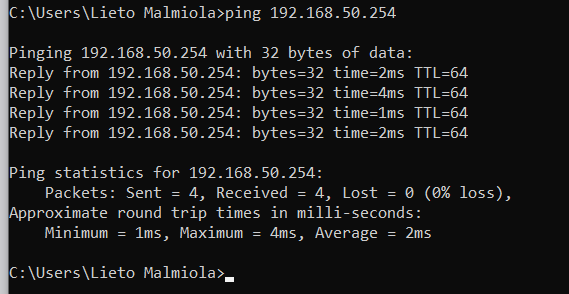 C:\Users\Lieto Malmiola>ping 192.168.50.254
Pinging 192.168.50.254 with 32 bytes of data:
Reply from 192.168.50.254: bytes=32 time=2ms TTL=64
Reply from 192.168.50.254: bytes=32 time=4ms TTL=64
Reply from 192.168.50.254: bytes=32 time=1ms TTL=64
Reply from 192.168.50.254: bytes=32 time=2ms TTL=64
Ping statistics for 192.168.50.254:
    Packets: Sent = 4, Received = 4, Lost = 0 (0% loss),
Approximate round trip times in milli-seconds:
    Minimum = 1ms, Maximum = 4ms, Average = 2ms
C:\Users\Lieto Malmiola>